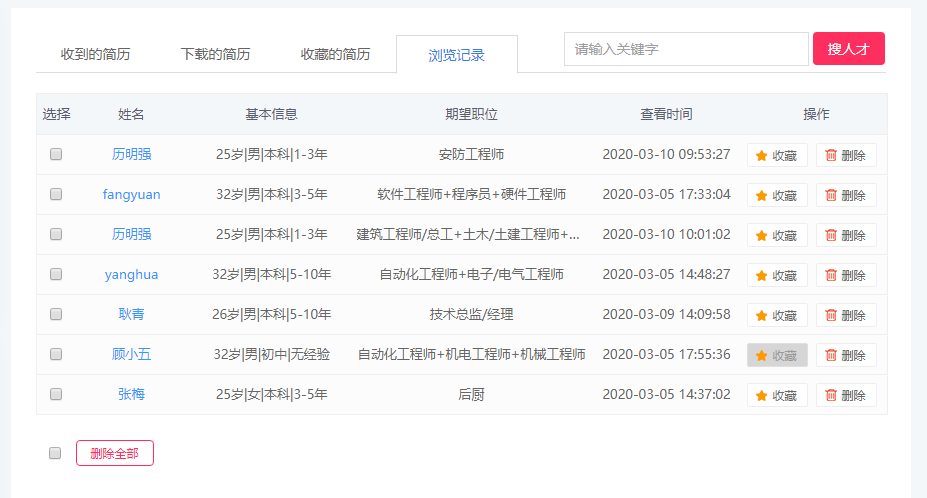 收到的简历 下载的简历 收藏的简历 浏览记录 请输入关键字 搜人才
选择 姓名 基本信息 期望职位 查看时间 操作
历明强 25岁|男|本科|1-3年 安防工程师 2020-03-10 09:53:27 收藏 删除
fangyuan 32岁|男|本科|3-5年 软件工程师+程序员+硬件工程师 2020-03-05 17:33:04 收藏 删除
历明强 25岁|男|本科|1-3年 建筑工程师/总工+土木/土建工程师+... 2020-03-10 10:01:02 收藏 删除
yanghua 32岁|男|本科|5-10年 自动化工程师+电子/电气工程师 2020-03-05 14:48:27 收藏 删除
耿青 26岁|男|本科|5-10年 技术总监/经理 2020-03-09 14:09:58 收藏 删除
顾小五 32岁|男|初中|无经验 自动化工程师+机电工程师+机械工程师 2020-03-05 17:55:36 收藏 删除
张梅 25岁|女|本科|3-5年 后厨 2020-03-05 14:37:02 收藏 删除
删除全部